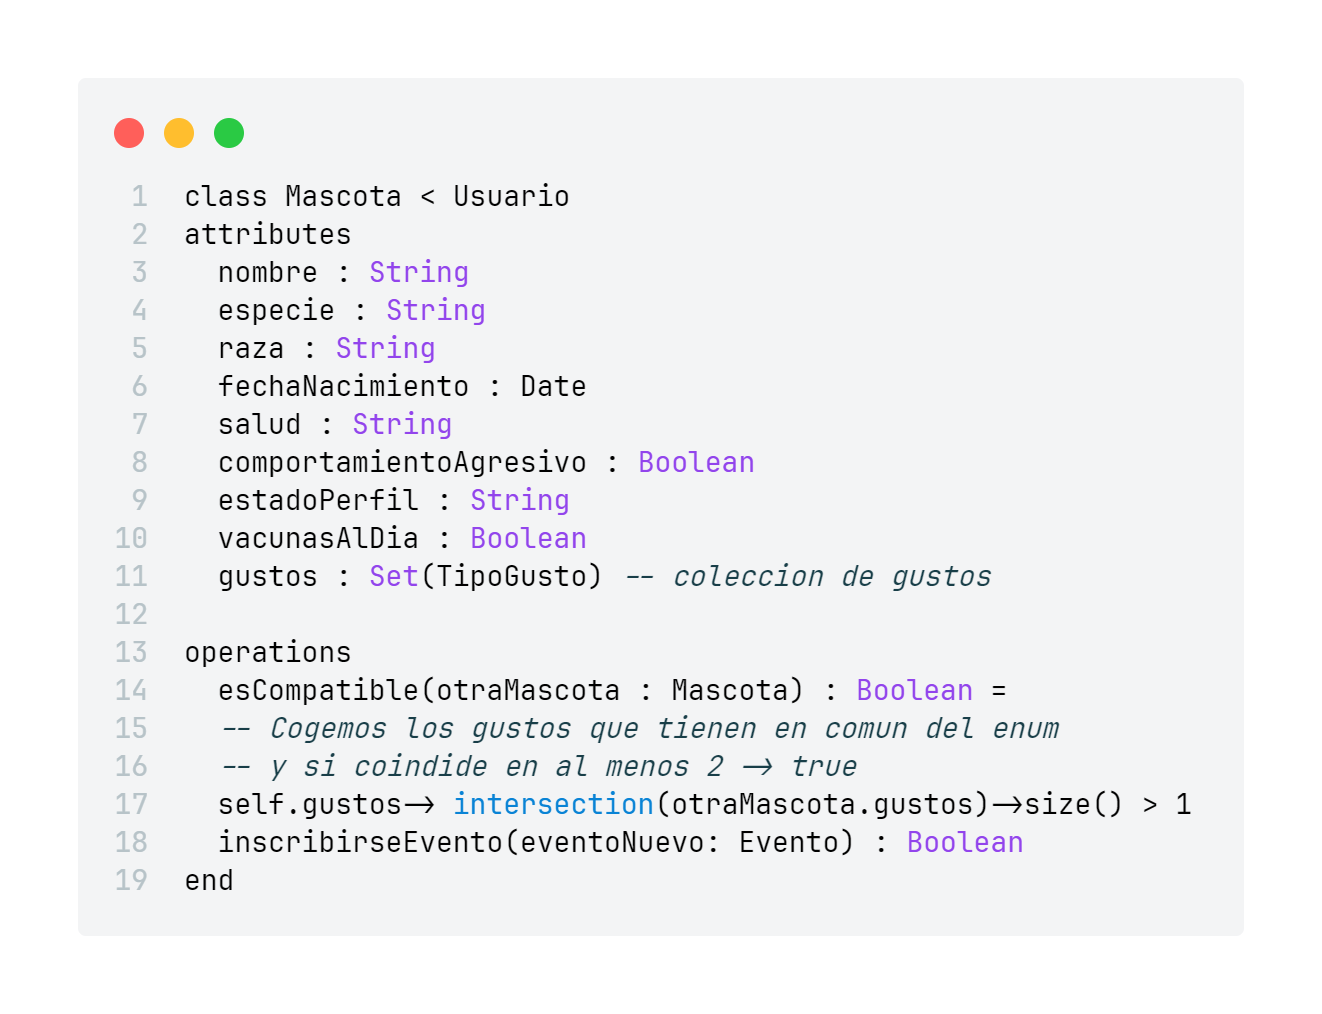 1 class Mascota < Usuario
2 attributes
3   nombre : String
4   especie : String
5   raza : String
6   fechaNacimiento : Date
7   salud : String
8   comportamientoAgresivo : Boolean
9   estadoPerfil : String
10   vacunasAlDia : Boolean
11   gustos : Set(TipoGusto) -- coleccion de gustos
12
13 operations
14   esCompatible(otraMascota : Mascota) : Boolean =
15   -- Cogemos los gustos que tienen en comun del enum
16   -- y si coindide en al menos 2 -> true
17   self.gustos-> intersection(otraMascota.gustos)->size() > 1
18   inscribirseEvento(eventoNuevo: Evento) : Boolean
19 end